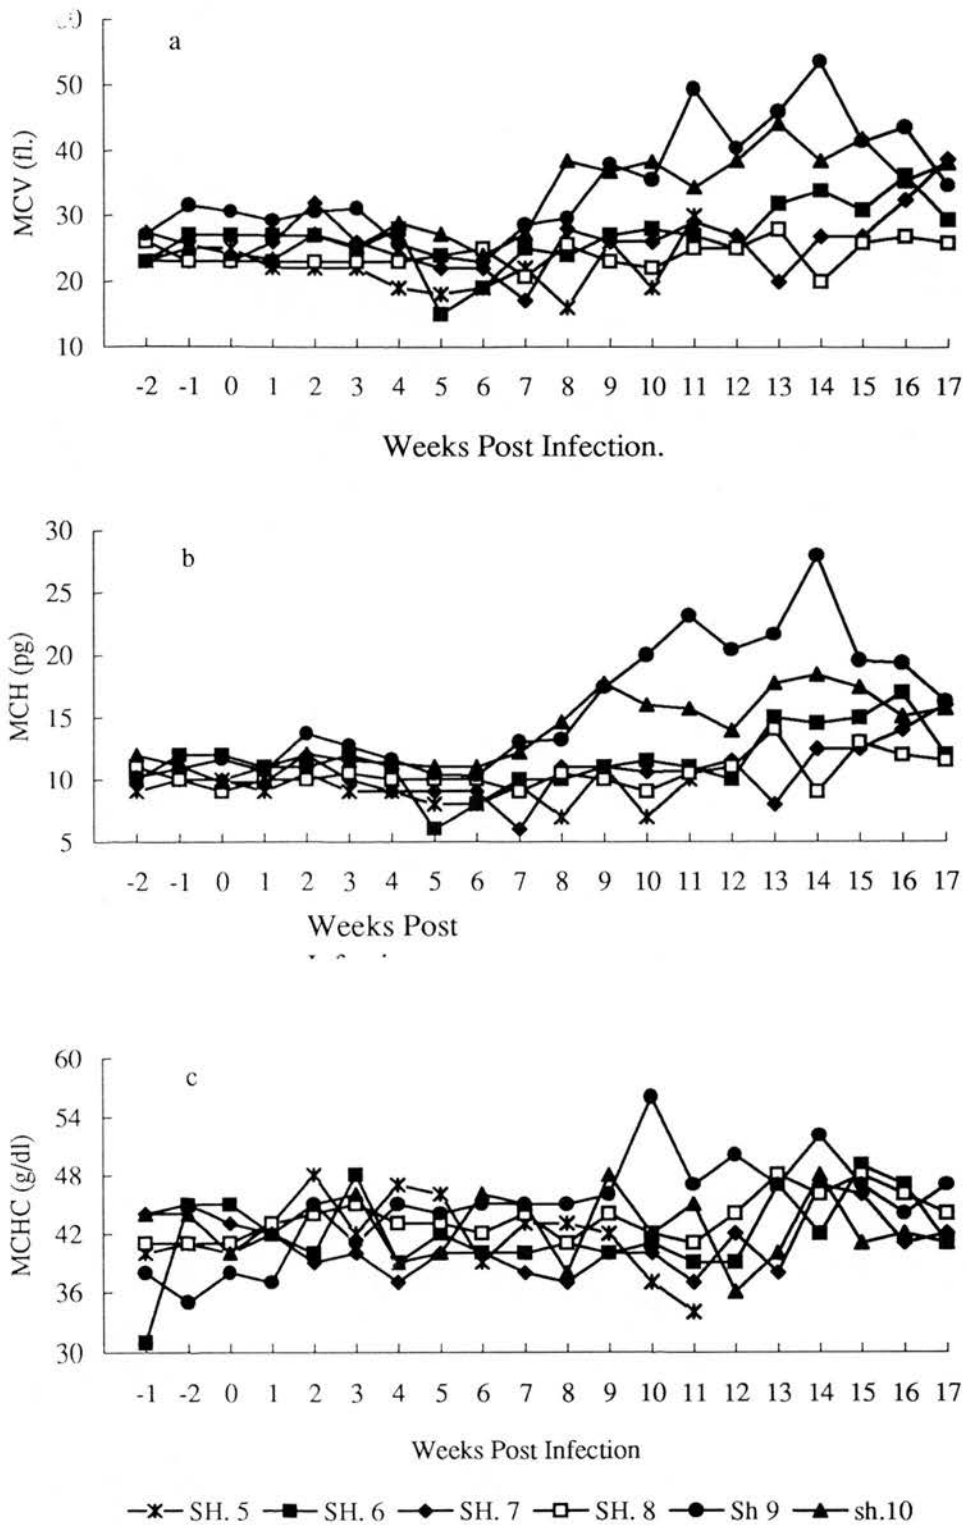 a
50
40
30
20
10
MCV (fl.)
-2 -1 0 1 2 3 4 5 6 7 8 9 10 11 12 13 14 15 16 17
Weeks Post Infection.
b
30
25
20
15
10
5
MCH (pg)
-2 -1 0 1 2 3 4 5 6 7 8 9 10 11 12 13 14 15 16 17
Weeks Post
c
60
54
48
42
36
30
MCHC (g/dl)
-1 -2 0 1 2 3 4 5 6 7 8 9 10 11 12 13 14 15 16 17
Weeks Post Infection
SH. 5 SH. 6 SH. 7 SH. 8 Sh 9 sh.10